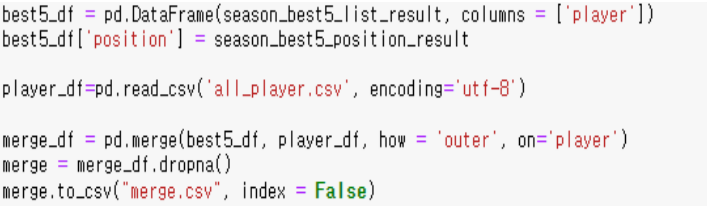 best5_df = pd.DataFrame(season_best5_list_result, columns = ['player'])
best5_df['position'] = season_best5_position_result
player_df=pd.read_csv('all_player.csv', encoding='utf-8')
merge_df = pd.merge(best5_df, player_df, how = 'outer', on='player')
merge = merge_df.dropna()
merge.to_csv("merge.csv", index = False)